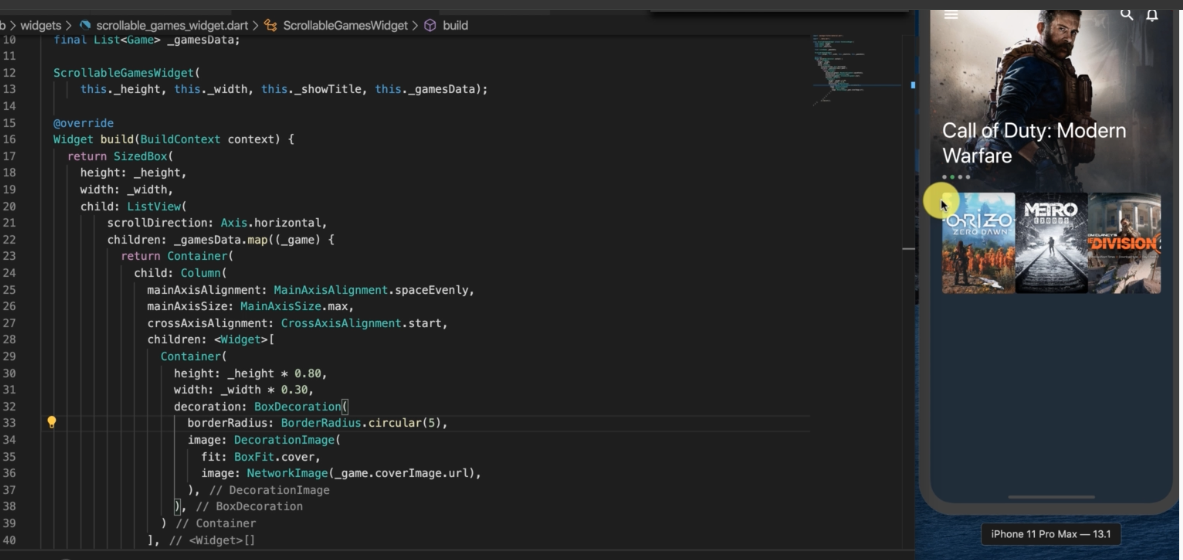 b > widgets > scrollable_games_widget.dart > ScrollableGamesWidget > build
10 final List<Game> _gamesData;
11
12 ScrollableGamesWidget(
13 this._height, this._width, this._showTitle, this._gamesData);
14
15 @override
16 Widget build(BuildContext context) {
17 return SizedBox(
18 height: _height,
19 width: _width,
20 child: ListView(
21 scrollDirection: Axis.horizontal,
22 children: _gamesData.map((_game) {
23 return Container(
24 child: Column(
25 mainAxisAlignment: MainAxisAlignment.spaceEvenly,
26 mainAxisSize: MainAxisSize.max,
27 crossAxisAlignment: CrossAxisAlignment.start,
28 children: <Widget>[
29 Container(
30 height: _height * 0.80,
31 width: _width * 0.30,
32 decoration: BoxDecoration(
33 borderRadius: BorderRadius.circular(5),
34 image: DecorationImage(
35 fit: BoxFit.cover,
36 image: NetworkImage(_game.coverImage.url),
37 ), // DecorationImage
38 ), // BoxDecoration
39 ) // Container
40 ], // <Widget>[]
Call of Duty: Modern
Warfare
ORIZO
ZERO DAWN
METRO
EXODUS
DIVISION
iPhone 11 Pro Max — 13.1